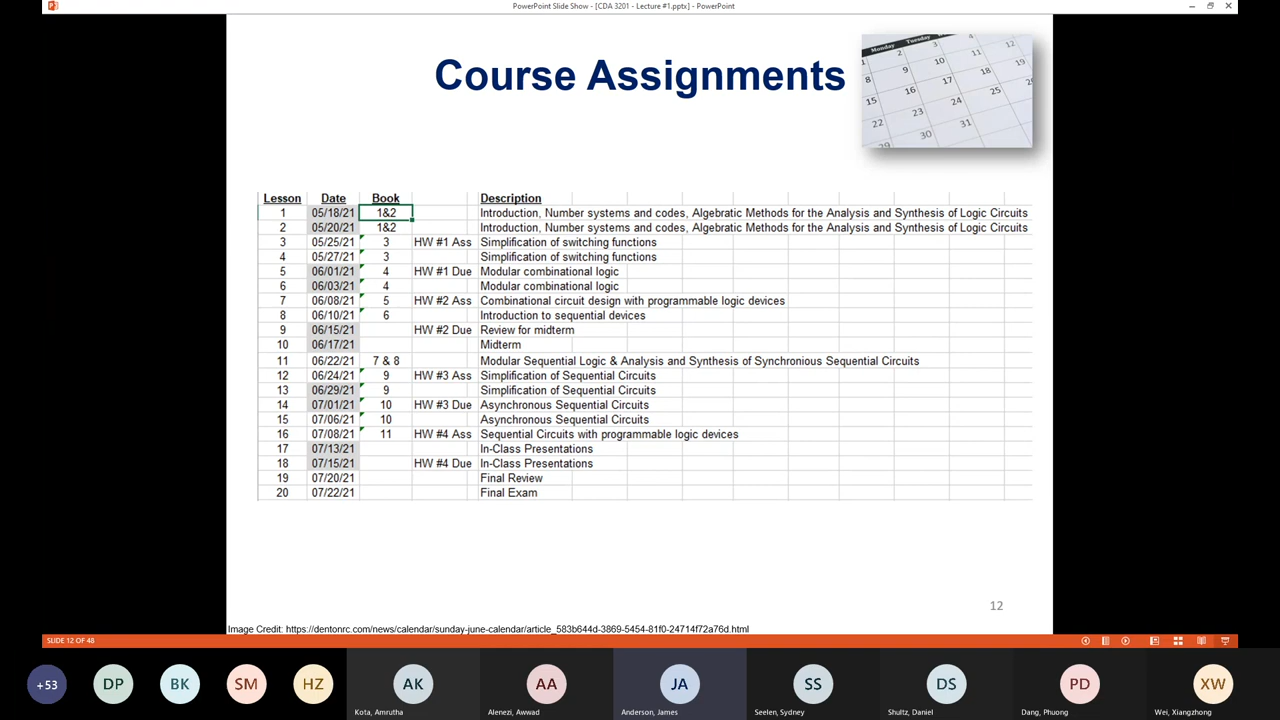 PowerPoint Slide Show - [CDA 3201 - Lecture #1.pptx] - PowerPoint
Course Assignments
Monday Tuesday
Lesson Date Book Description
1 05/18/21 1&2 Introduction, Number systems and codes, Algebratic Methods for the Analysis and Synthesis of Logic Circuits
2 05/20/21 1&2 Introduction, Number systems and codes, Algebratic Methods for the Analysis and Synthesis of Logic Circuits
3 05/25/21 3 HW #1 Ass Simplification of switching functions
4 05/27/21 3 Simplification of switching functions
5 06/01/21 4 HW #1 Due Modular combinational logic
6 06/03/21 4 Modular combinational logic
7 06/08/21 5 HW #2 Ass Combinational circuit design with programmable logic devices
8 06/10/21 6 Introduction to sequential devices
9 06/15/21 HW #2 Due Review for midterm
10 06/17/21 Midterm
11 06/22/21 7 & 8 Modular Sequential Logic & Analysis and Synthesis of Synchronious Sequential Circuits
12 06/24/21 9 HW #3 Ass Simplification of Sequential Circuits
13 06/29/21 9 Simplification of Sequential Circuits
14 07/01/21 10 HW #3 Due Asynchronous Sequential Circuits
15 07/06/21 10 Asynchronous Sequential Circuits
16 07/08/21 11 HW #4 Ass Sequential Circuits with programmable logic devices
17 07/13/21 In-Class Presentations
18 07/15/21 HW #4 Due In-Class Presentations
19 07/20/21 Final Review
20 07/22/21 Final Exam
12
Image Credit: https://dentonrc.com/news/calendar/sunday-june-calendar/article_583b644d-3869-5454-81f0-24714f72a76d.html
SLIDE 12 OF 48
+53 DP BK SM HZ AK AA JA SS DS PD XW
Kota, Amrutha Alenezi, Awwad Anderson, James Seelen, Sydney Shultz, Daniel Dang, Phuong Wei, Xiangzhong